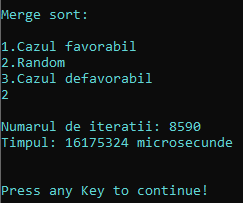 Merge sort:
1.Cazul favorabil
2.Random
3.Cazul defavorabil
2
Numarul de iteratii: 8590
Timpul: 16175324 microsecunde
Press any Key to continue!